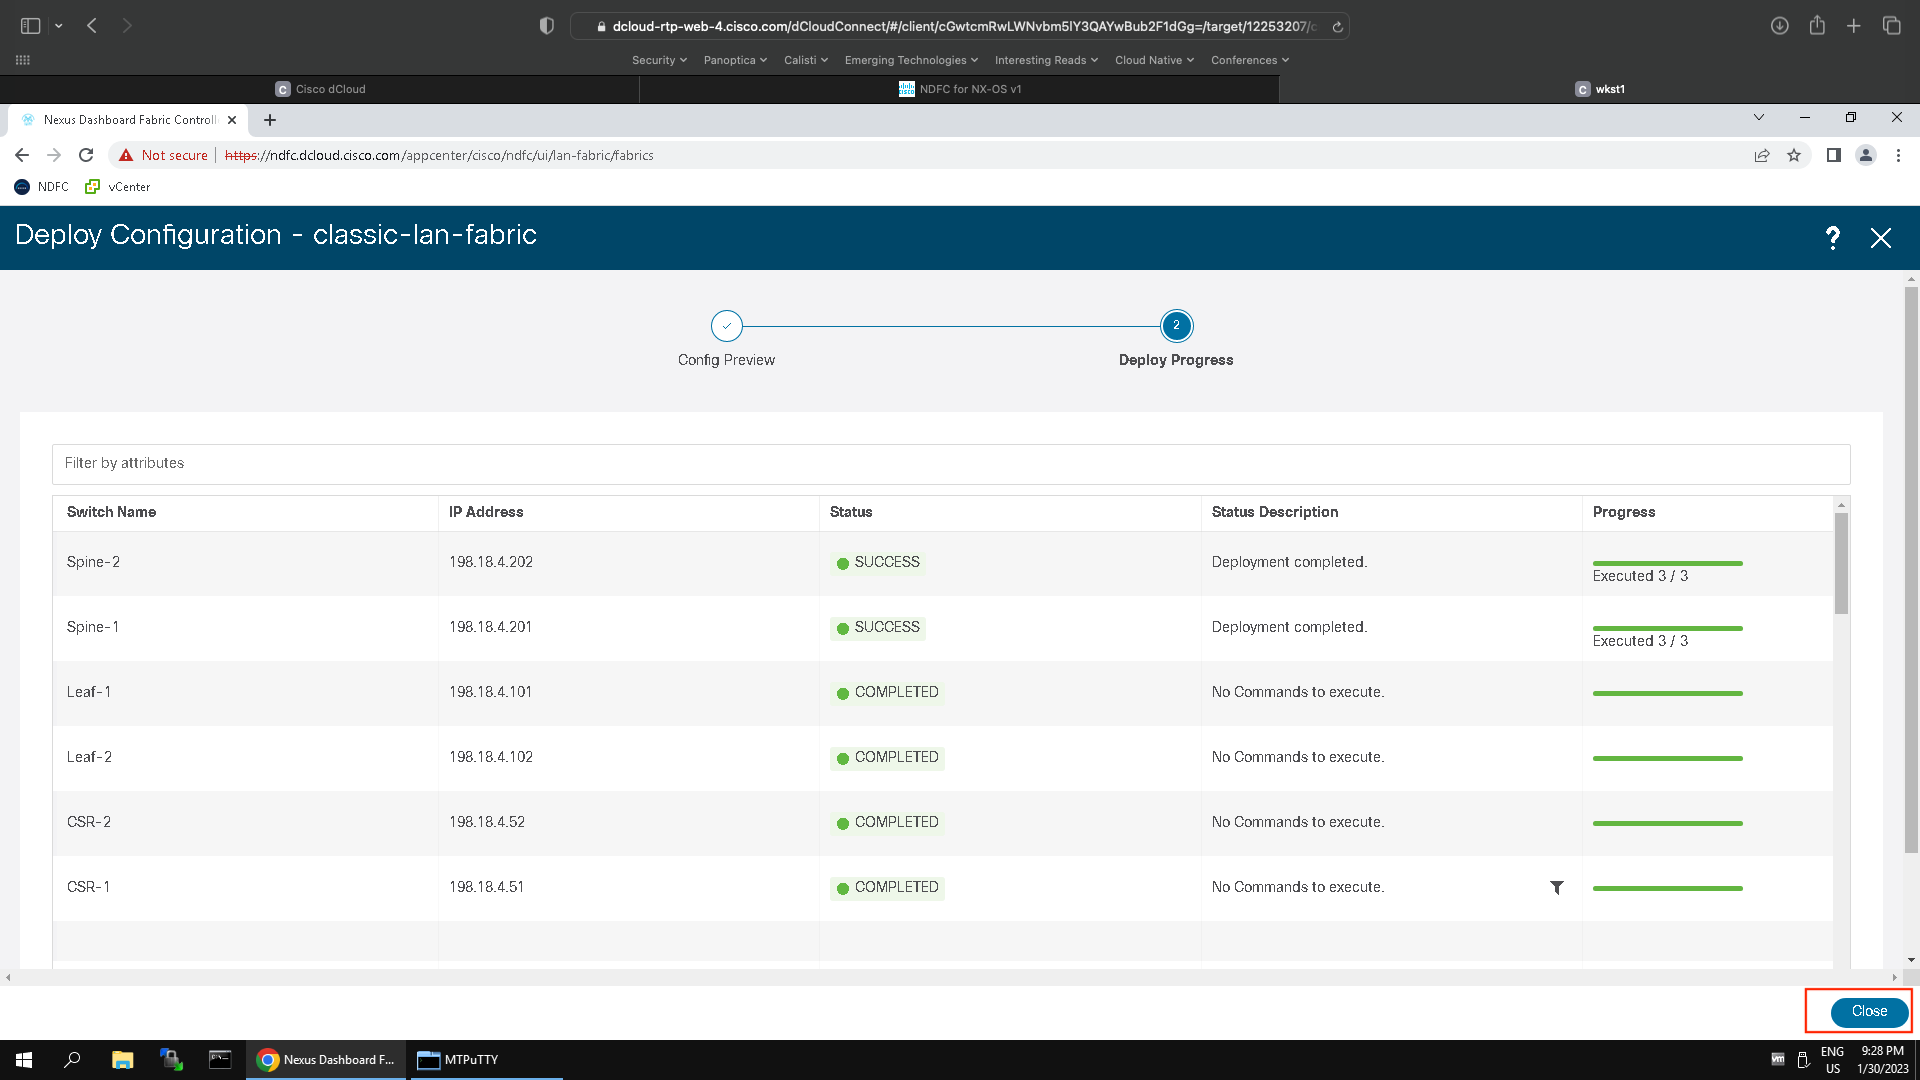 dcloud-rtp-web-4.cisco.com/dCloudConnect/#/client/cGwtcmRwLWNvbm5lY3QAYwBub2F1dGg=/target/12253207/c
Security Panoptica Calisti Emerging Technologies Interesting Reads Cloud Native Conferences
C Cisco dCloud
NDFC for NX-OS v1
C wkst1
Nexus Dashboard Fabric Controll
Not secure https://ndfc.dcloud.cisco.com/appcenter/cisco/ndfc/ui/lan-fabric/fabrics
NDFC vCenter
Deploy Configuration - classic-lan-fabric
?
2
Config Preview
Deploy Progress
Filter by attributes
Switch Name IP Address Status Status Description Progress
Spine-2 198.18.4.202 SUCCESS Deployment completed. Executed 3 / 3
Spine-1 198.18.4.201 SUCCESS Deployment completed. Executed 3 / 3
Leaf-1 198.18.4.101 COMPLETED No Commands to execute.
Leaf-2 198.18.4.102 COMPLETED No Commands to execute.
CSR-2 198.18.4.52 COMPLETED No Commands to execute.
CSR-1 198.18.4.51 COMPLETED No Commands to execute.
Close
Nexus Dashboard F...
MTPuTTY
vm
ENG
US
9:28 PM
1/30/2023